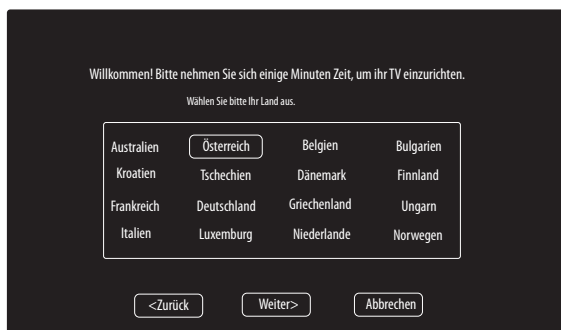 Willkommen! Bitte nehmen Sie sich einige Minuten Zeit, um ihr TV einzurichten.
Wählen Sie bitte Ihr Land aus.
Australien Österreich Belgien Bulgarien
Kroatien Tschechien Dänemark Finnland
Frankreich Deutschland Griechenland Ungarn
Italien Luxemburg Niederlande Norwegen
<Zurück Weiter> Abbrechen